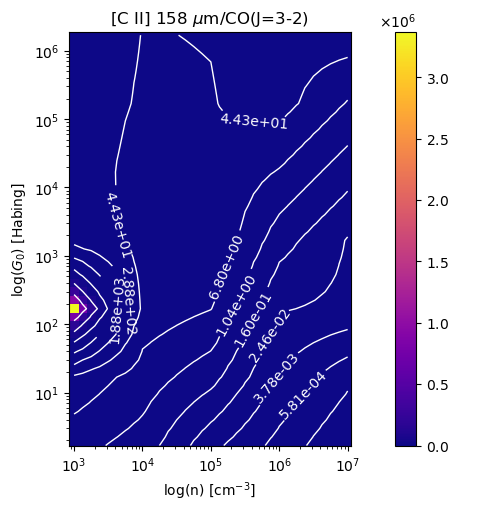 [C II] 158 μm/CO(J=3-2)
×10⁶
10⁶
10⁵
10⁴
10³
10²
10¹
log(G₀) [Habing]
4.43e+01
4.43e+01
2.88e+02
1.88e+03
6.80e+00
1.04e+00
1.60e-01
2.46e-02
3.78e-03
5.81e-04
10³
10⁴
10⁵
10⁶
10⁷
log(n) [cm⁻³]
3.0
2.5
2.0
1.5
1.0
0.5
0.0